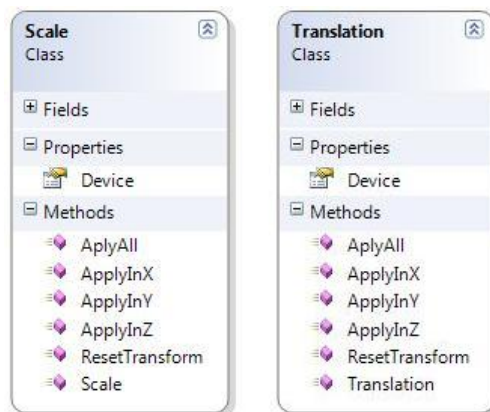 Scale
Class
Fields
Properties
Device
Methods
AplyAll
ApplyInX
ApplyInY
ApplyInZ
ResetTransform
Scale
Translation
Class
Fields
Properties
Device
Methods
AplyAll
ApplyInX
ApplyInY
ApplyInZ
ResetTransform
Translation